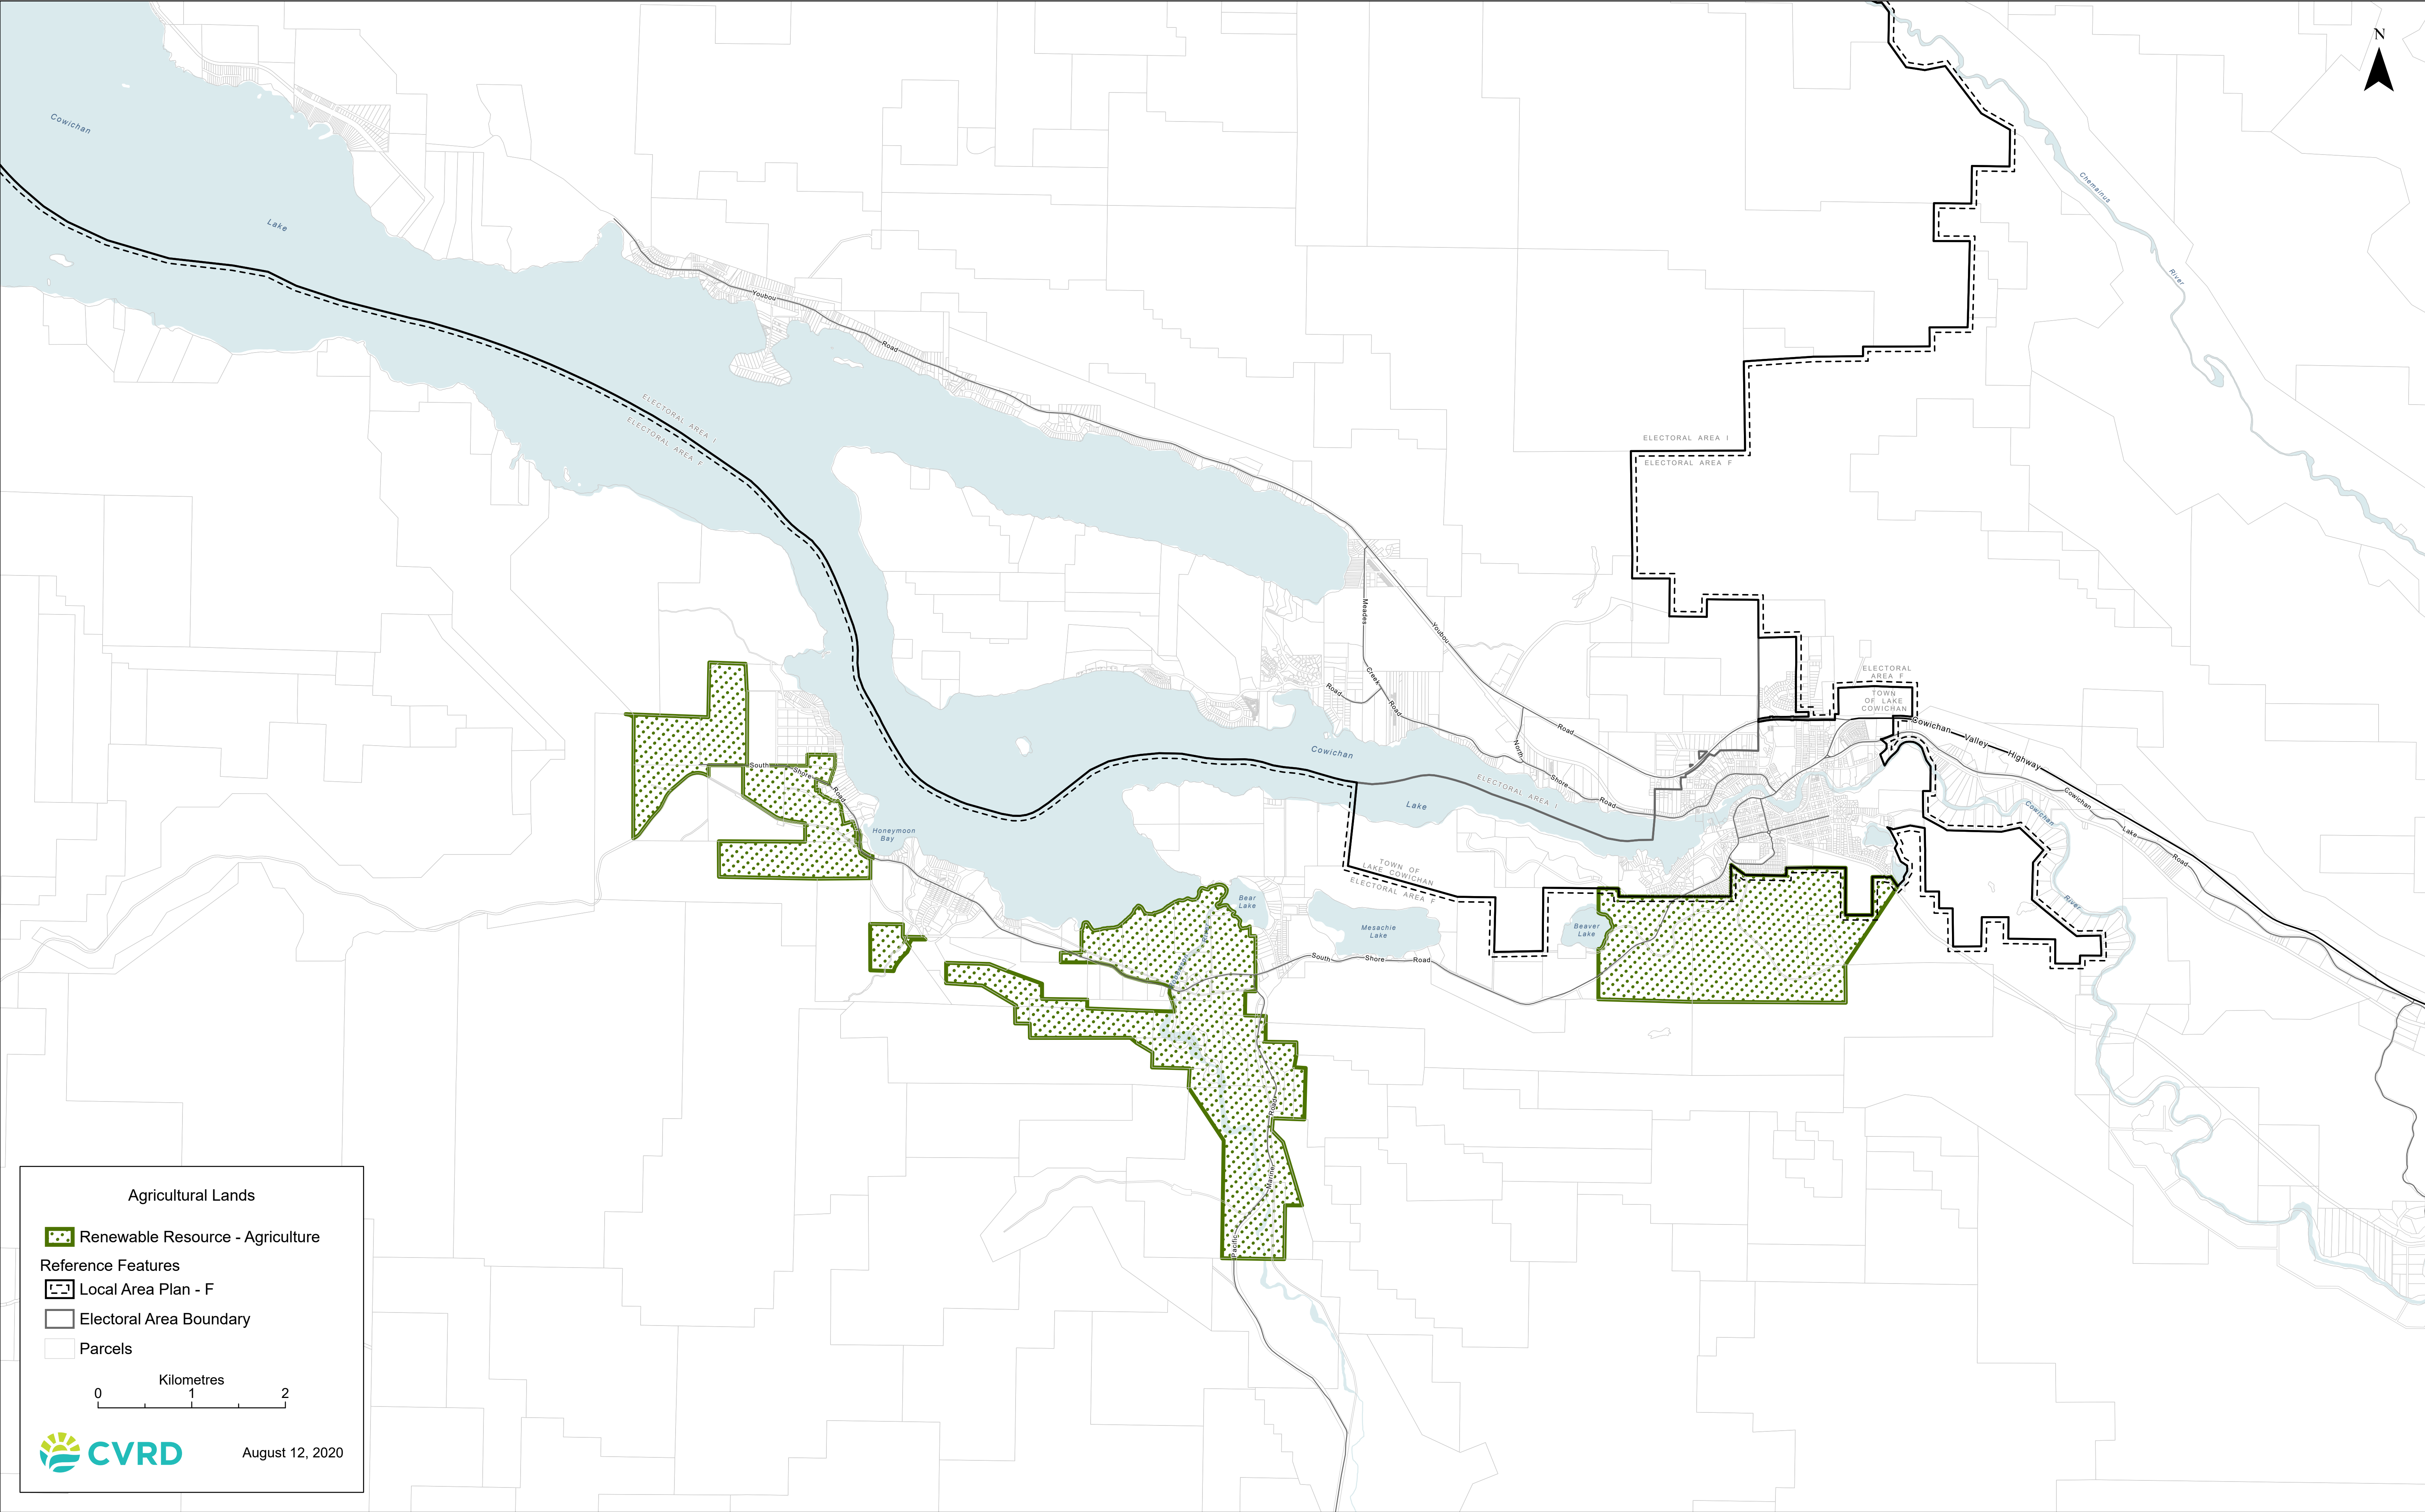 N
Cowichan
Lake
Chemainus
River
Youbou
Road
ELECTORAL AREA I
ELECTORAL AREA F
ELECTORAL AREA I
ELECTORAL AREA F
Meades
Creek
Road
Road
Youbou
Road
North
Shore
Road
ELECTORAL
AREA F
TOWN
OF LAKE
COWICHAN
Cowichan
Valley
Highway
Cowichan
Lake
Road
Cowichan
River
Cowichan
Lake
ELECTORAL AREA I
South
Shore
Road
Honeymoon
Bay
TOWN OF
LAKE COWICHAN
ELECTORAL AREA F
Bear
Lake
Mesachie
Lake
Beaver
Lake
South
Shore
Road
Road
Marine
Pacific
Agricultural Lands
Renewable Resource - Agriculture
Reference Features
Local Area Plan - F
Electoral Area Boundary
Parcels
Kilometres
0 1 2
CVRD
August 12, 2020